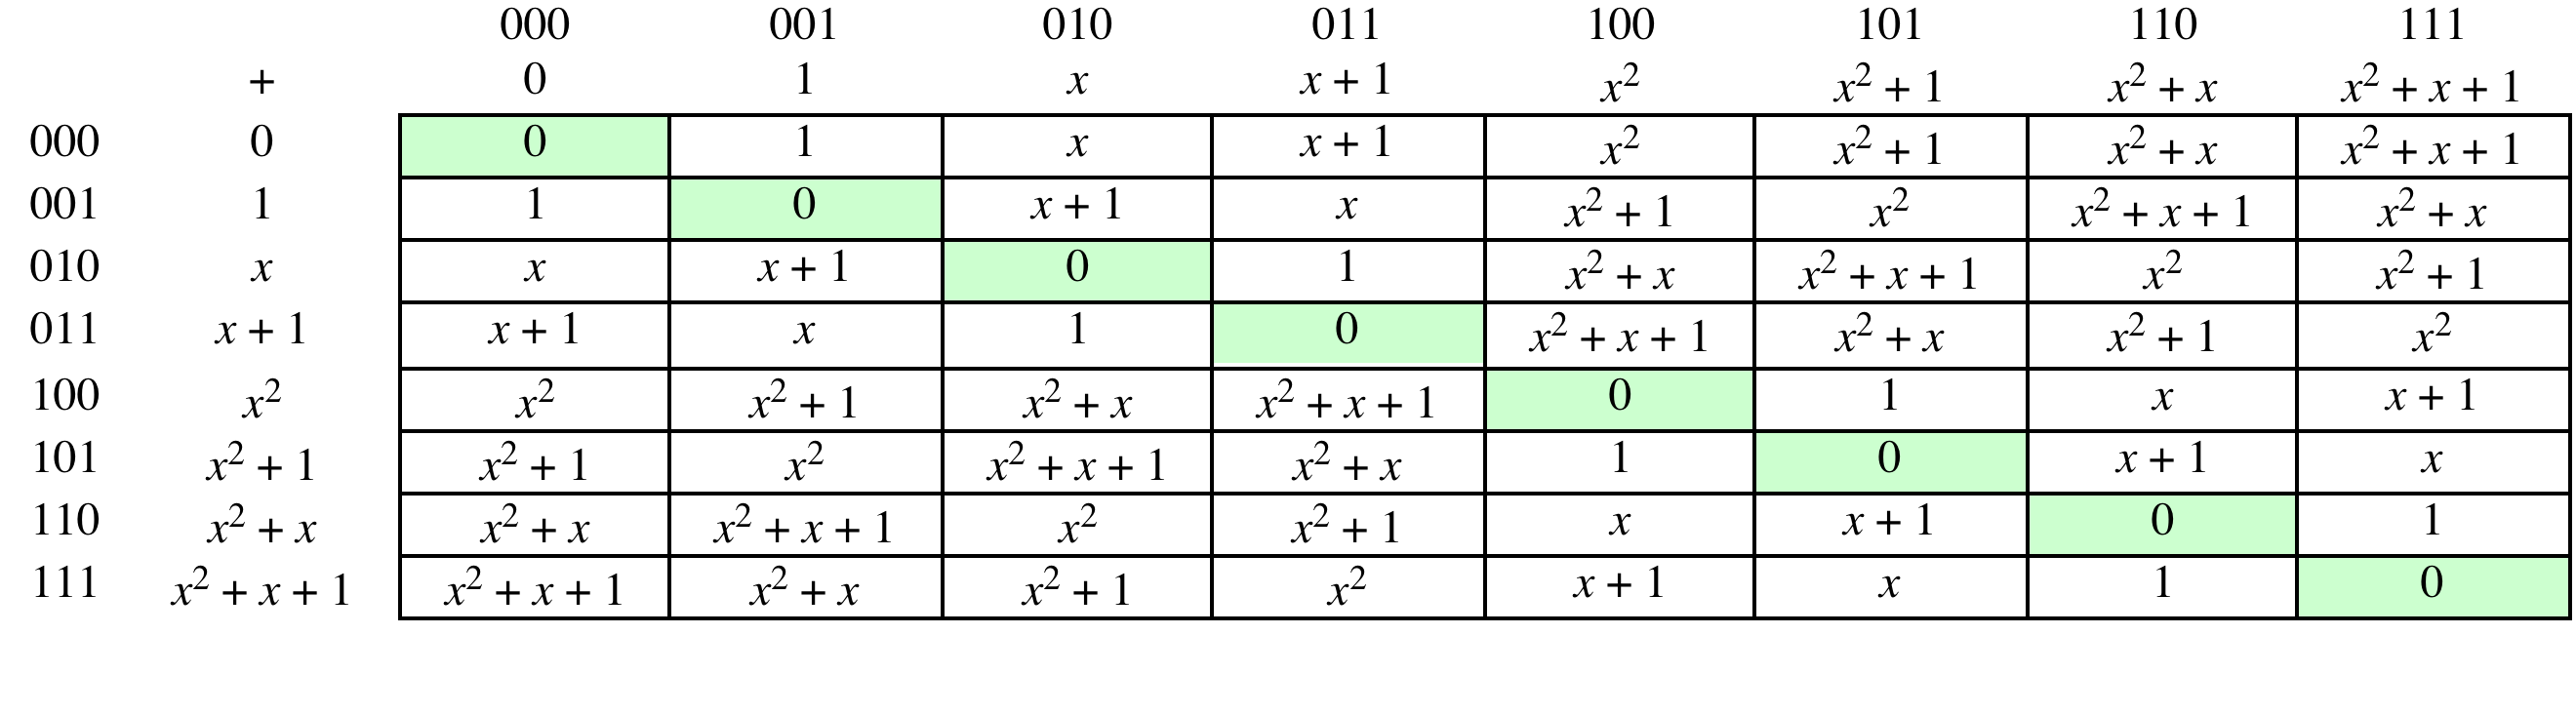 000 001 010 011 100 101 110 111
+ 0 1 x x + 1 x² x² + 1 x² + x x² + x + 1
000 0 0 1 x x + 1 x² x² + 1 x² + x x² + x + 1
001 1 1 0 x + 1 x x² + 1 x² x² + x + 1 x² + x
010 x x x + 1 0 1 x² + x x² + x + 1 x² x² + 1
011 x + 1 x + 1 x 1 0 x² + x + 1 x² + x x² + 1 x²
100 x² x² x² + 1 x² + x x² + x + 1 0 1 x x + 1
101 x² + 1 x² + 1 x² x² + x + 1 x² + x 1 0 x + 1 x
110 x² + x x² + x x² + x + 1 x² x² + 1 x x + 1 0 1
111 x² + x + 1 x² + x + 1 x² + x x² + 1 x² x + 1 x 1 0